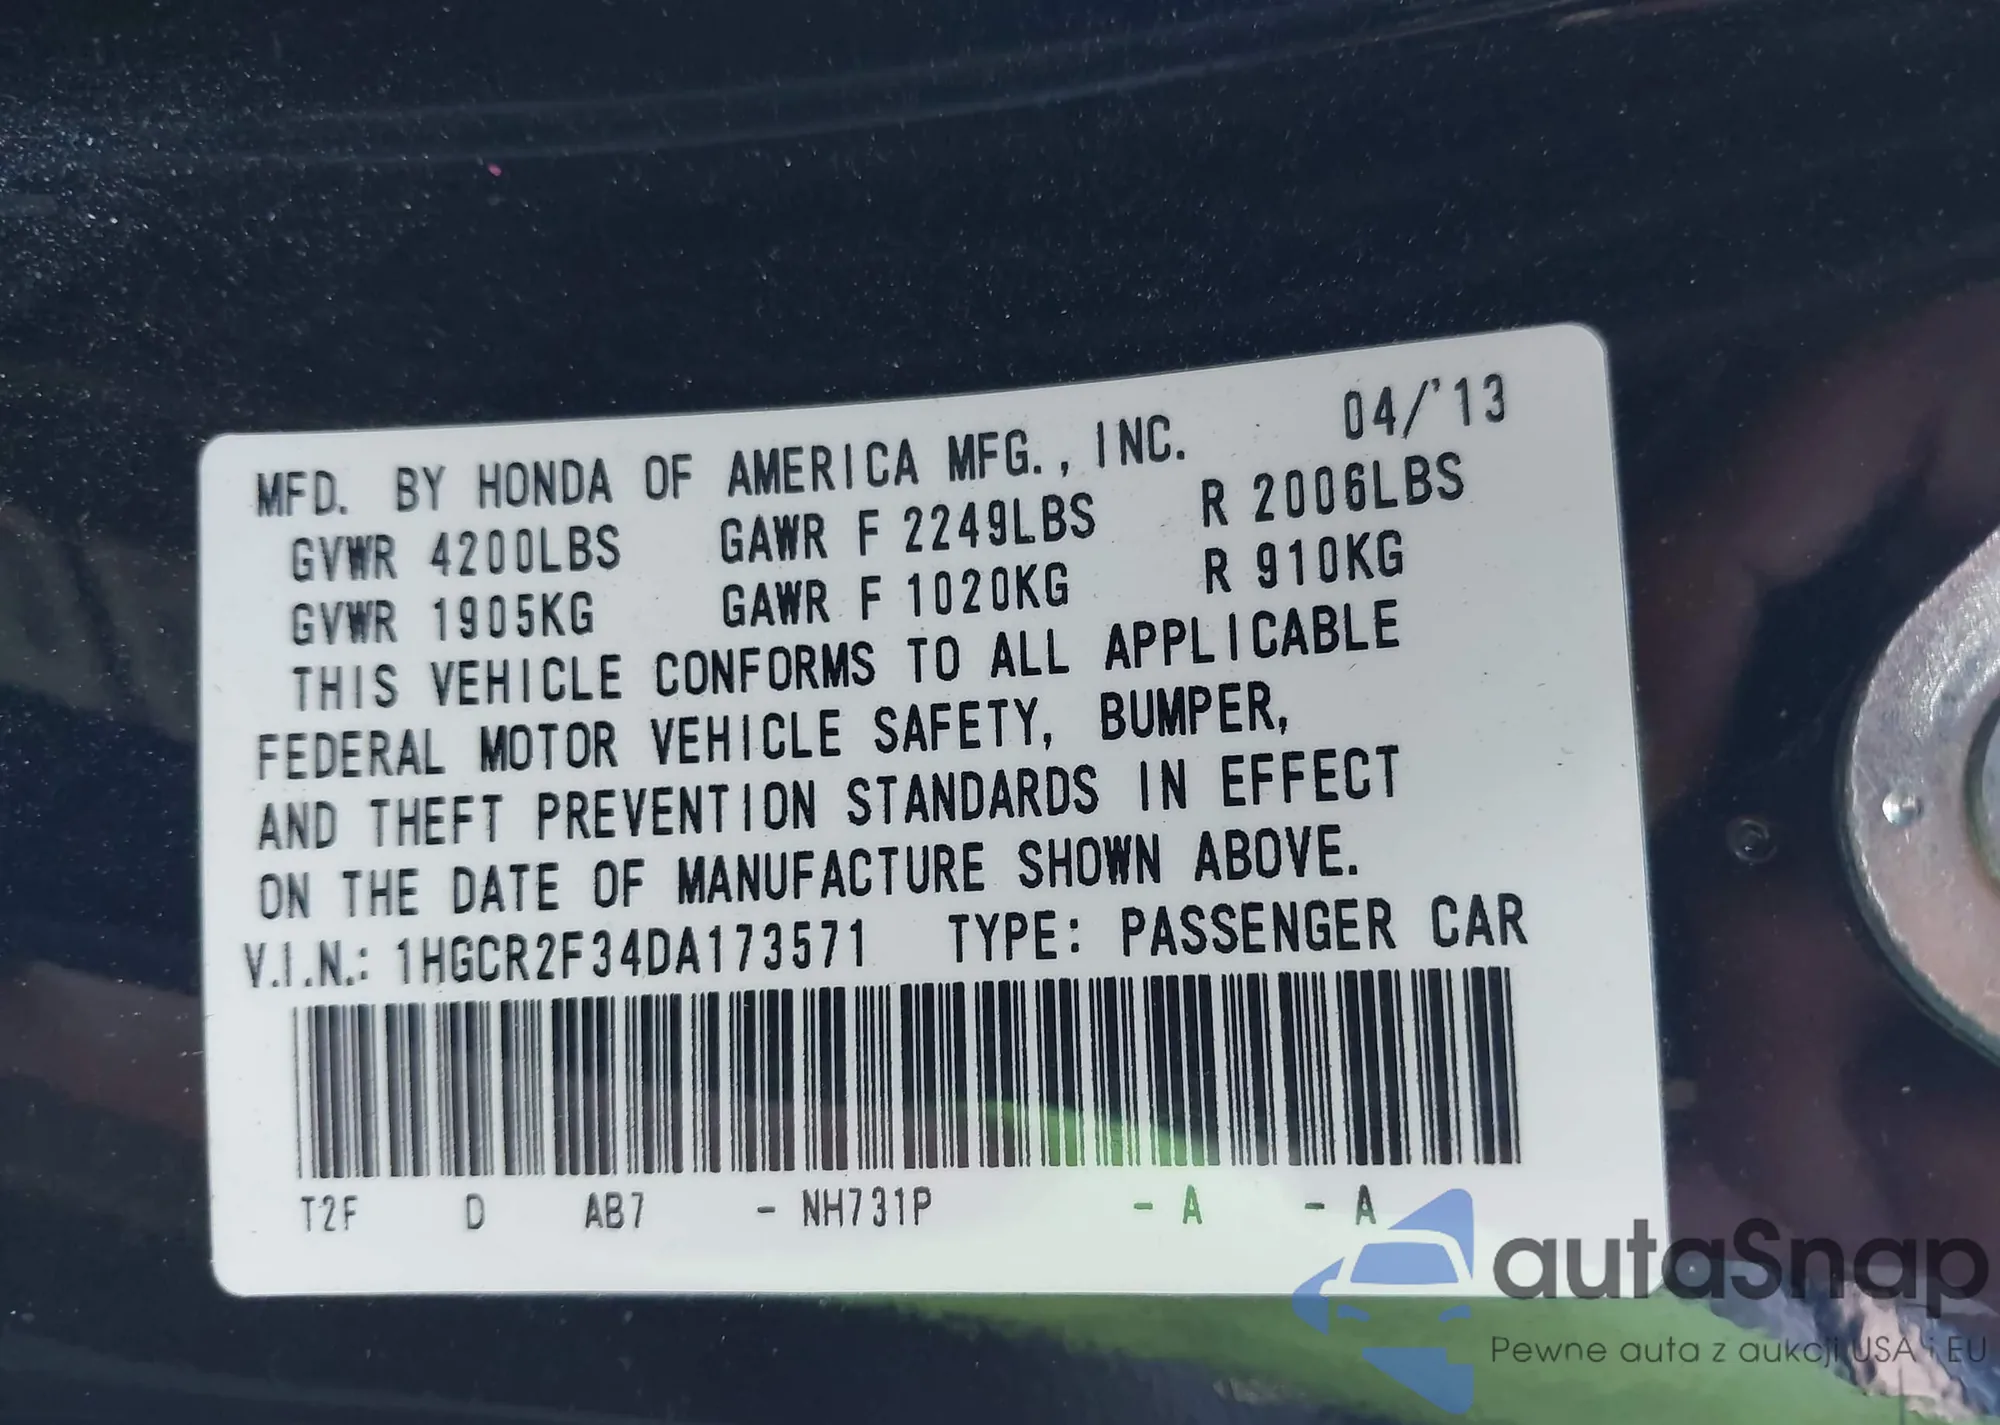 MFD. BY HONDA OF AMERICA MFG., INC. 04/'13
GVWR 4200LBS GAWR F 2249LBS R 2006LBS
GVWR 1905KG GAWR F 1020KG R 910KG
THIS VEHICLE CONFORMS TO ALL APPLICABLE
FEDERAL MOTOR VEHICLE SAFETY, BUMPER,
AND THEFT PREVENTION STANDARDS IN EFFECT
ON THE DATE OF MANUFACTURE SHOWN ABOVE.
V.I.N.: 1HGCR2F34DA173571 TYPE: PASSENGER CAR
T2F D AB7 - NH731P - A - A
autaSnap
Pewne auta z aukcji USA i EU